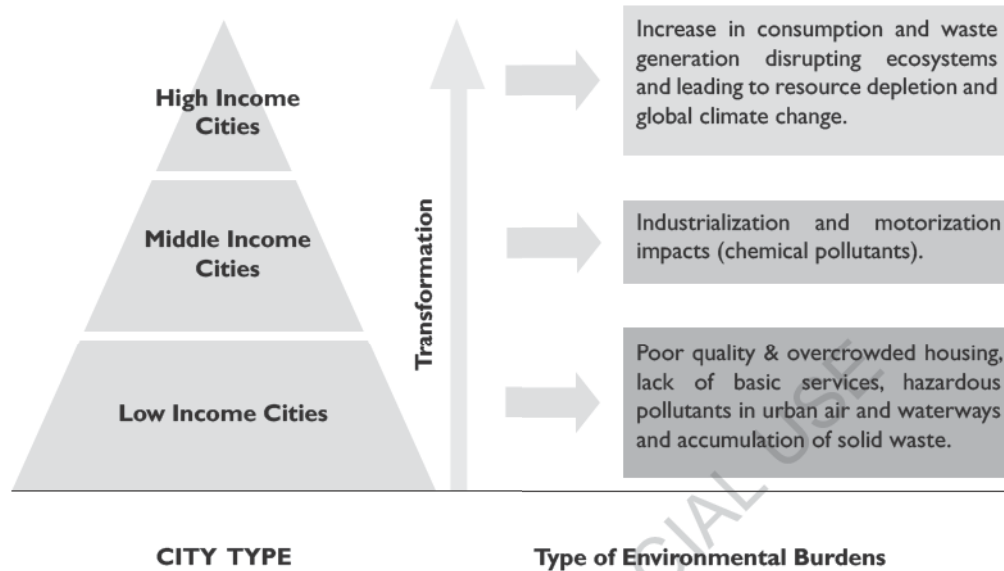 High Income
Cities
Middle Income
Cities
Low Income Cities
Transformation
Increase in consumption and waste
generation disrupting ecosystems
and leading to resource depletion and
global climate change.
Industrialization and motorization
impacts (chemical pollutants).
Poor quality & overcrowded housing,
lack of basic services, hazardous
pollutants in urban air and waterways
and accumulation of solid waste.
CITY TYPE
Type of Environmental Burdens
USE